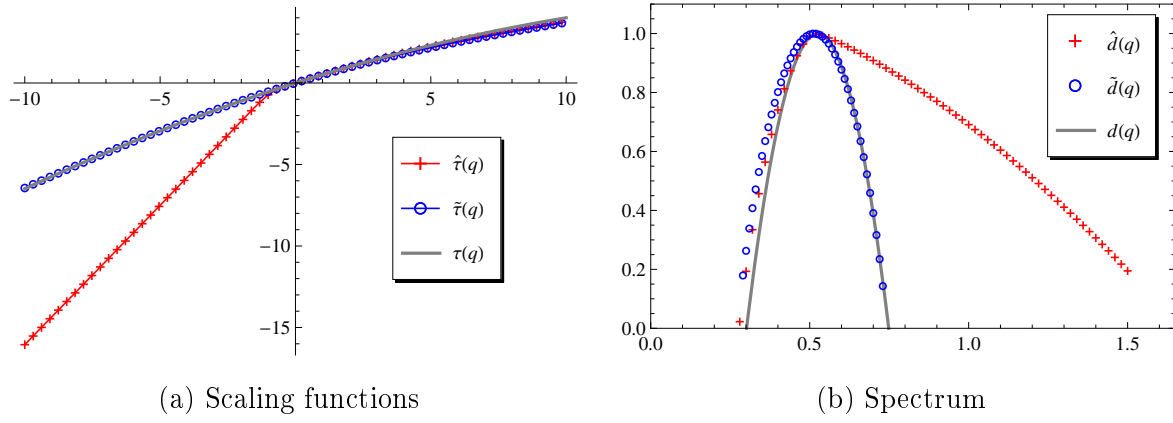 −10
−5
5
10
−5
−10
−15
τ̂(q)
τ̃(q)
τ(q)
(a) Scaling functions
1.0
0.8
0.6
0.4
0.2
0.0
0.0
0.5
1.0
1.5
d̂(q)
d̃(q)
d(q)
(b) Spectrum